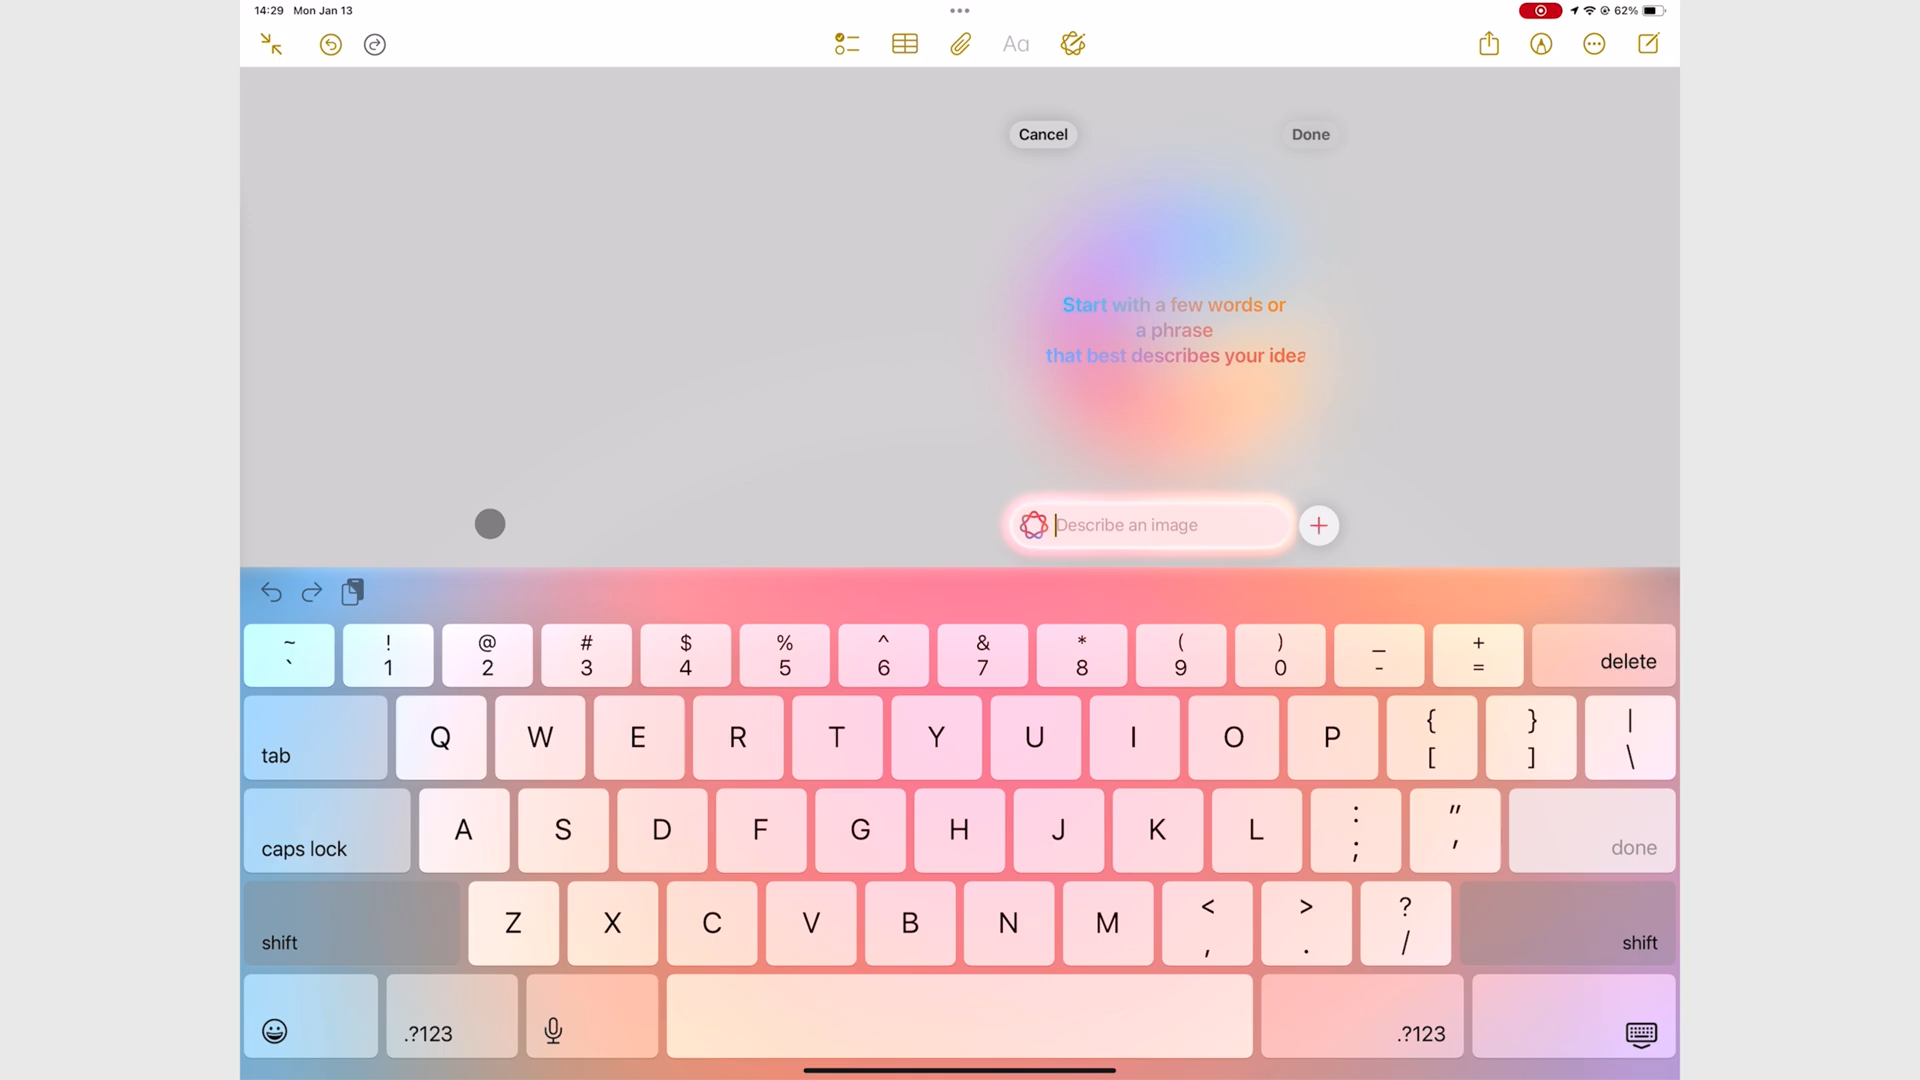 14:29 Mon Jan 13
62%
Aa
Cancel
Done
Start with a few words or
a phrase
that best describes your idea
Describe an image
~ ! @ # $ % ^ & * ( ) _ +
` 1 2 3 4 5 6 7 8 9 0 - = delete
tab Q W E R T Y U I O P { [ } ] | \
caps lock A S D F G H J K L : ; " ' done
shift Z X C V B N M < , > . ? / shift
.?123 .?123